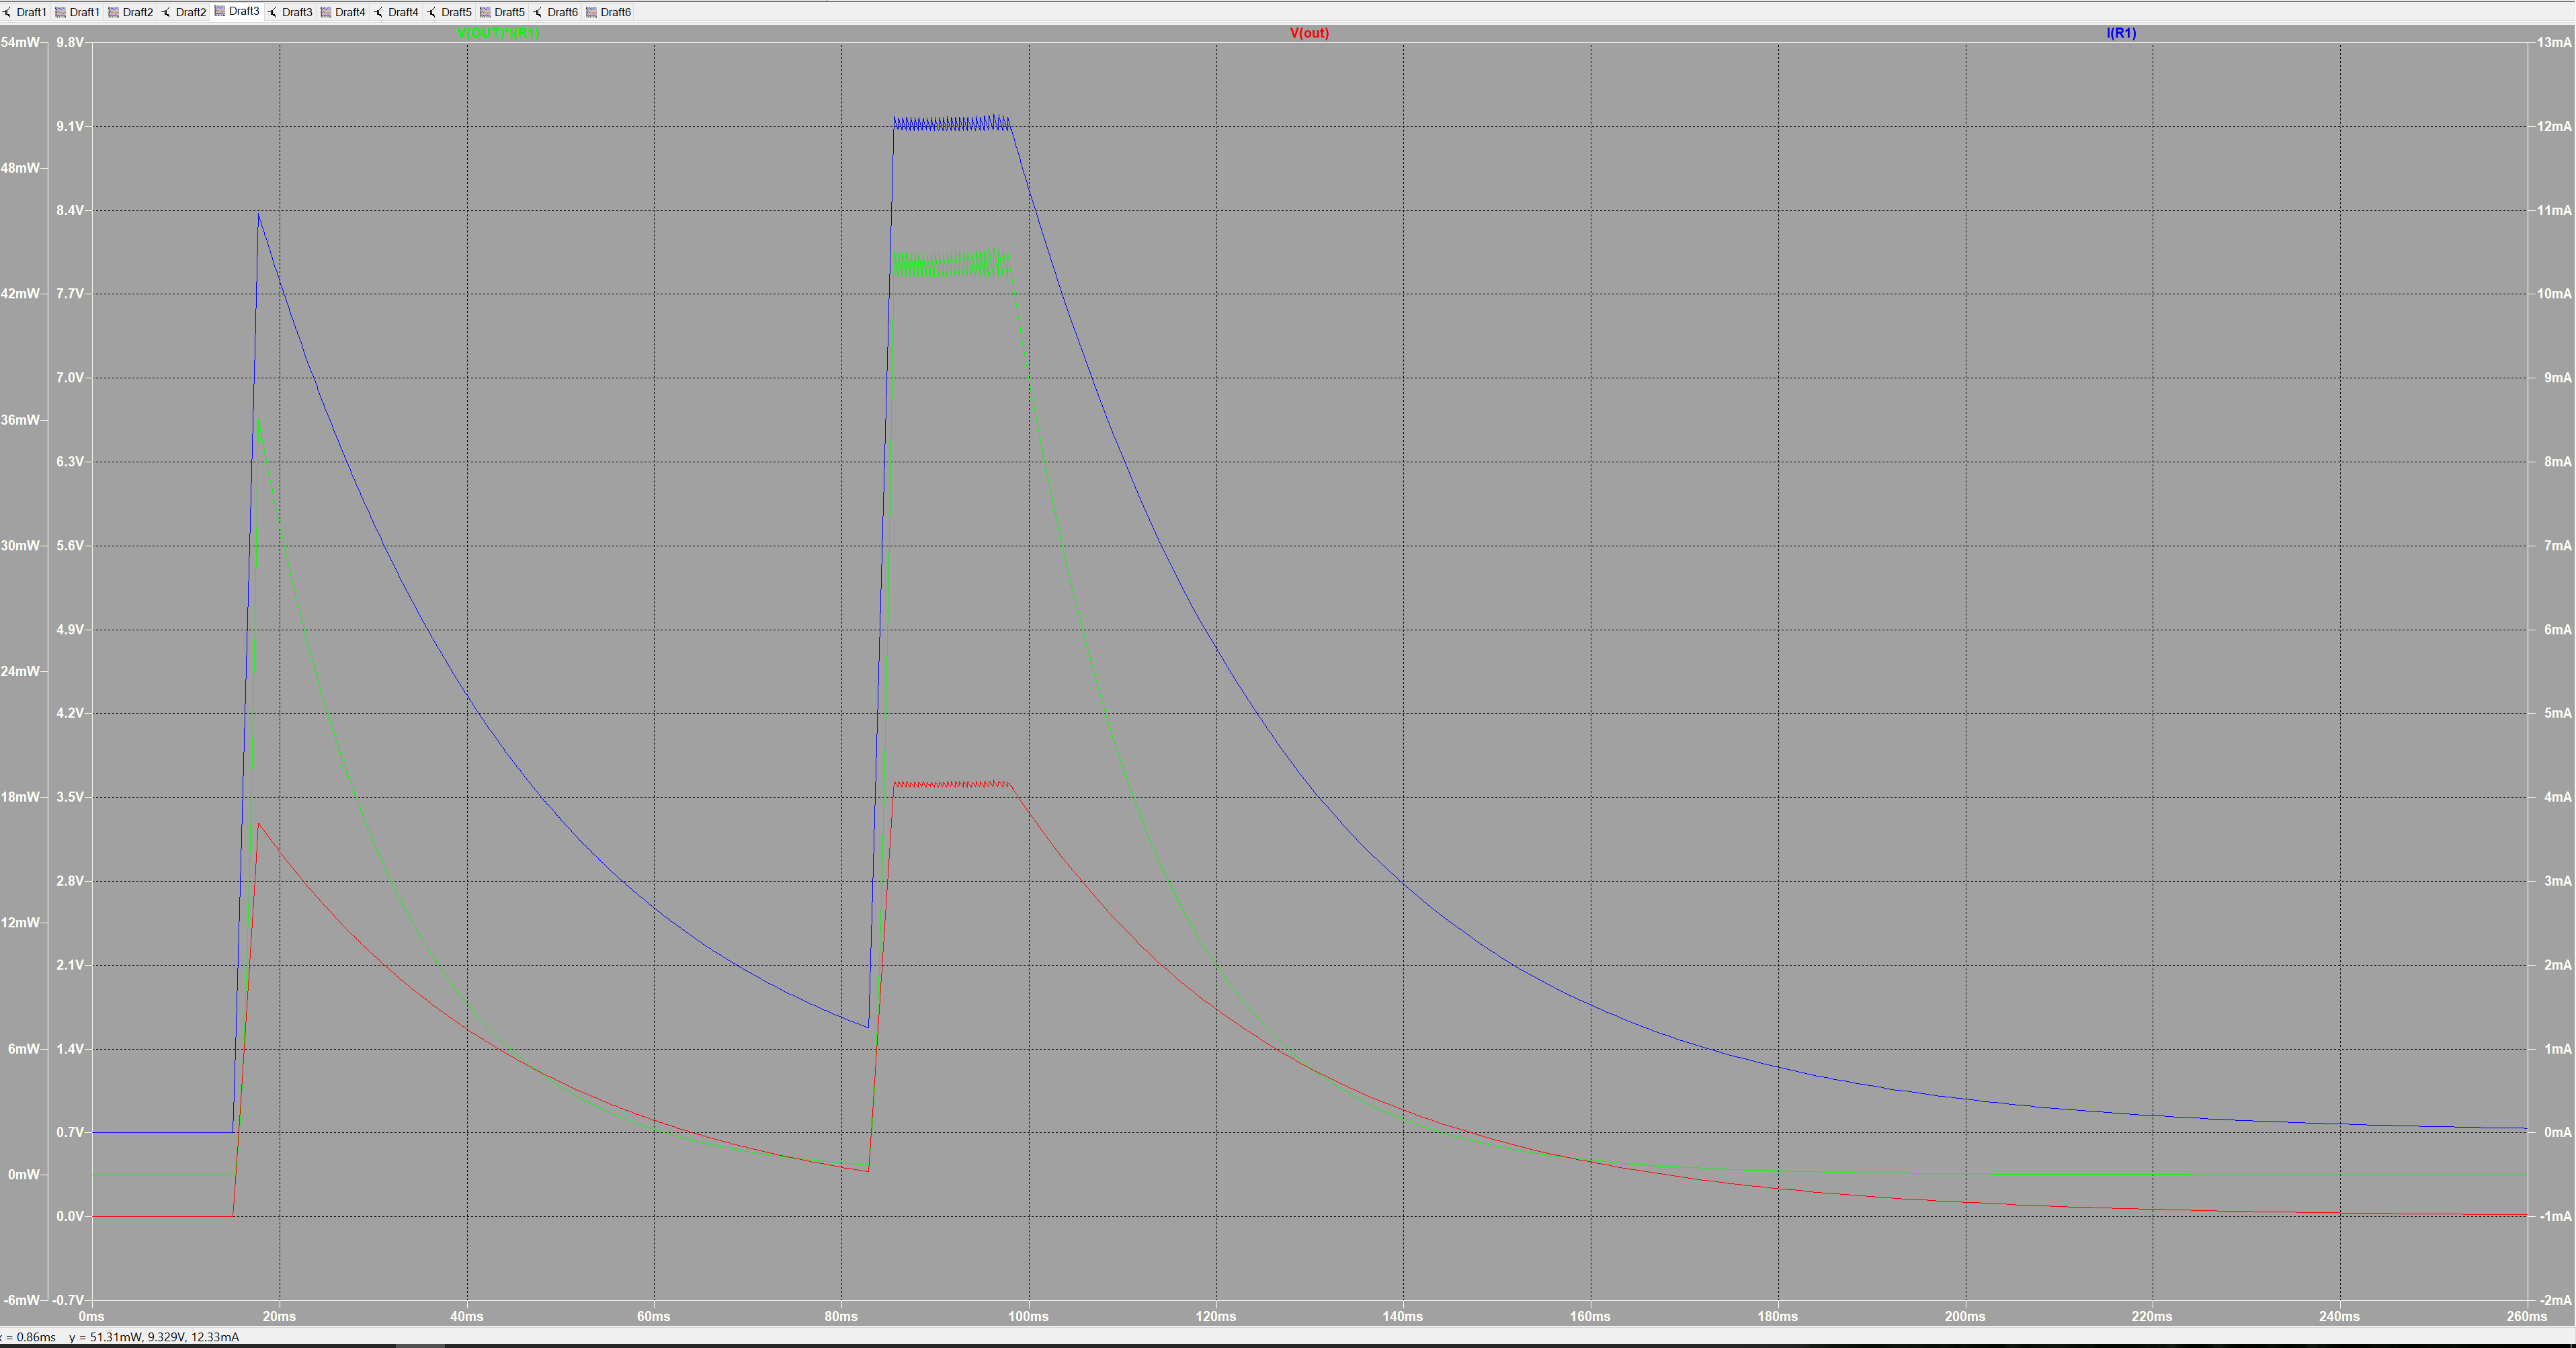 Draft1 Draft1 Draft2 Draft2 Draft3 Draft3 Draft4 Draft4 Draft5 Draft5 Draft6 Draft6
V(OUT)*I(R1) V(out) I(R1)
54mW 9.8V 13mA
9.1V 12mA
48mW
8.4V 11mA
42mW 7.7V 10mA
7.0V 9mA
36mW
6.3V 8mA
30mW 5.6V 7mA
4.9V 6mA
24mW
4.2V 5mA
18mW 3.5V 4mA
2.8V 3mA
12mW
2.1V 2mA
6mW 1.4V 1mA
0.7V 0mA
0mW
0.0V -1mA
-6mW -0.7V -2mA
0ms 20ms 40ms 60ms 80ms 100ms 120ms 140ms 160ms 180ms 200ms 220ms 240ms 260ms
x = 0.86ms y = 51.31mW, 9.329V, 12.33mA